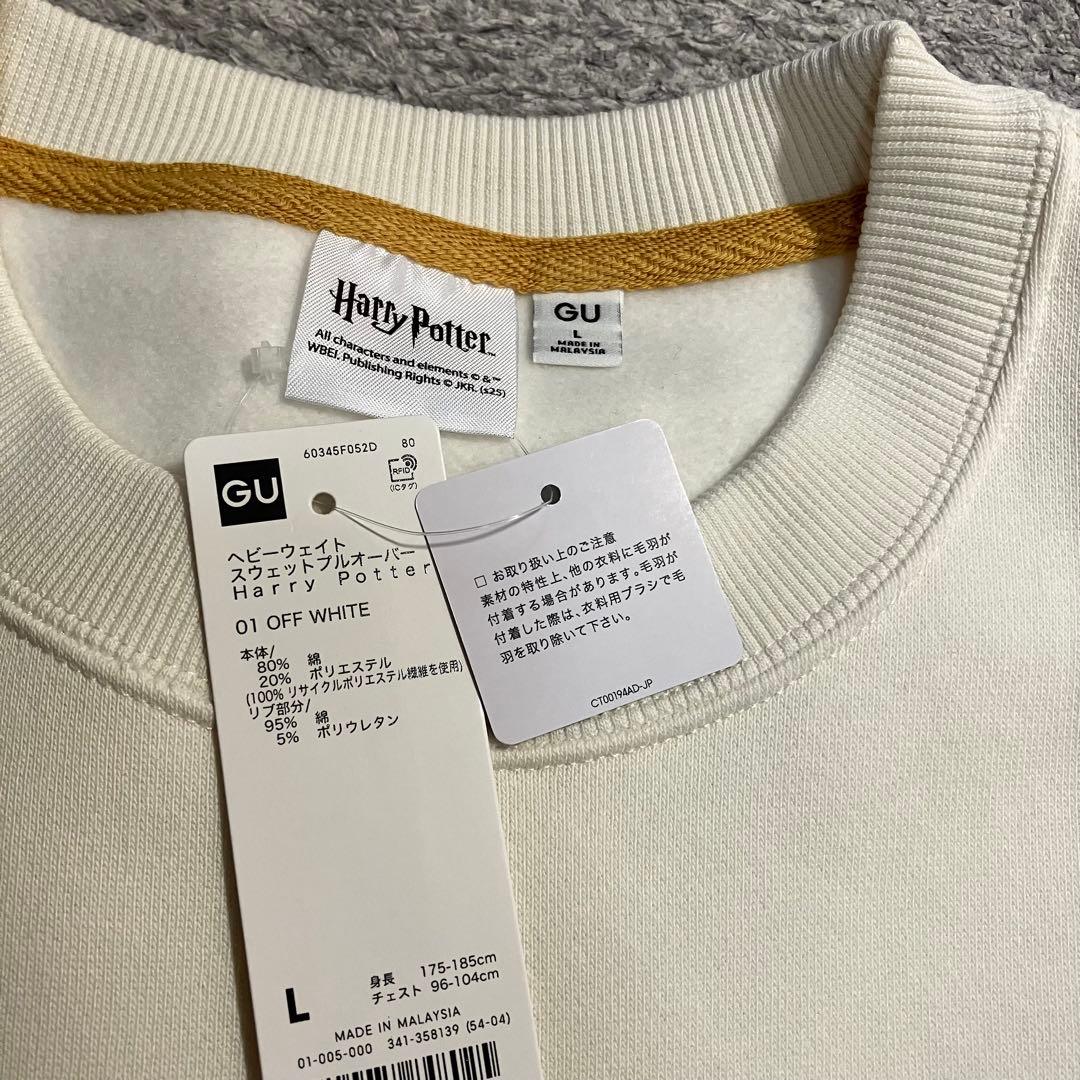 Harry Potter™
All characters and elements © & ™
WBEI. Publishing Rights © JKR. (s25)
GU
L
MADE IN
MALAYSIA
60345F052D 80
GU
RFID
(ICタグ)
ヘビーウェイト
スウェットプルオーバー
Harry Potter
01 OFF WHITE
本体/
80% 綿
20% ポリエステル
(100% リサイクルポリエステル繊維を使用)
リブ部分/
95% 綿
5% ポリウレタン
L
身長 175-185cm
チェスト 96-104cm
MADE IN MALAYSIA
01-005-000 341-358139 (54-04)
□ お取り扱い上のご注意
素材の特性上、他の衣料に毛羽が
付着する場合があります。毛羽が
付着した際は、衣料用ブラシで毛
羽を取り除いて下さい。
CT00194AD-JP